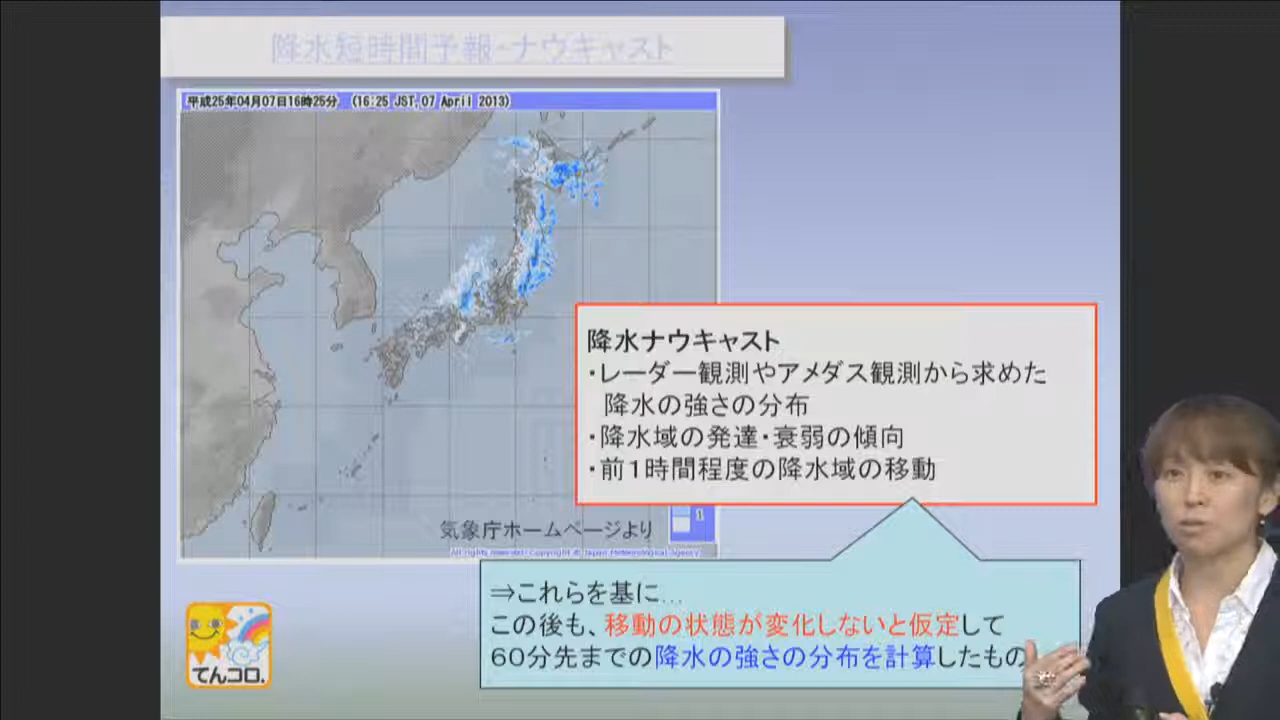 降水短時間予報・ナウキャスト
平成25年04月07日16時25分 (16:25 JST, 07 April 2013)
降水ナウキャスト
・レーダー観測やアメダス観測から求めた
降水の強さの分布
・降水域の発達・衰弱の傾向
・前1時間程度の降水域の移動
1
気象庁ホームページより
All rights reserved. Copyright © Japan Meteorological Agency
⇒これらを基に…
この後も、移動の状態が変化しないと仮定して
60分先までの降水の強さの分布を計算したもの
てんコロ.